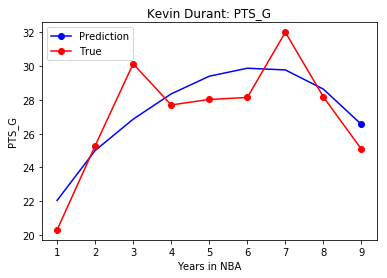 Kevin Durant: PTS_G
Prediction
True
PTS_G
32
30
28
26
24
22
20
1 2 3 4 5 6 7 8 9
Years in NBA